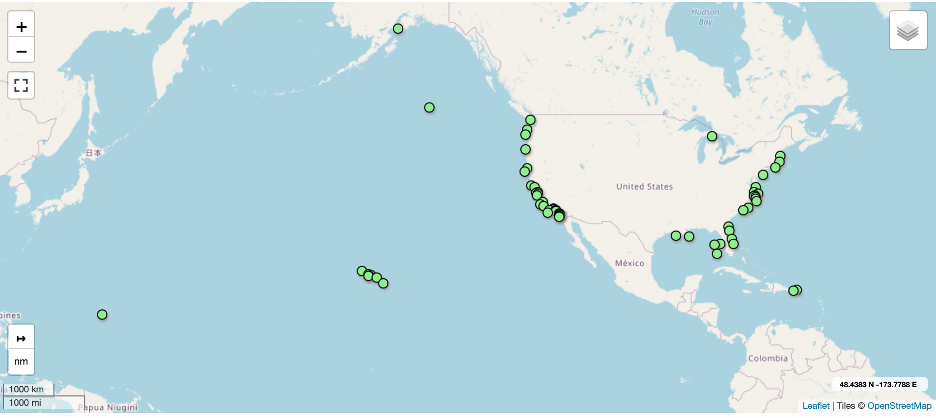 Hudson
Bay
+
−
日本
United States
México
pines
↦
nm
Colombia
48.4383 N -173.7788 E
1000 km
1000 mi
Papua Niugini
Leaflet | Tiles © OpenStreetMap